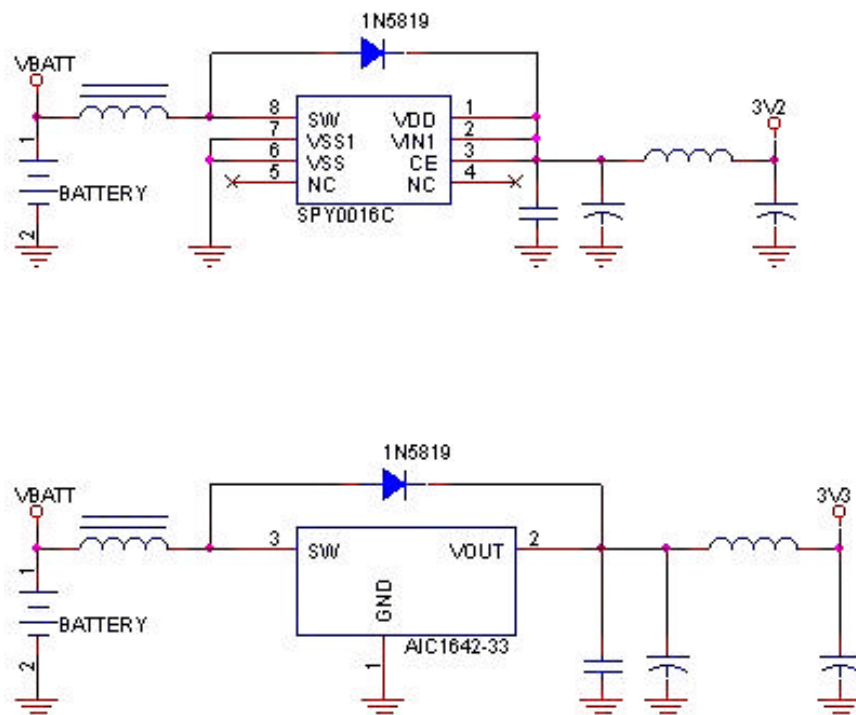 1N5819
VBATT
8 SW VDD 1
7 VSS1 VIN1 2
6 VSS CE 3
5 NC NC 4
3V2
1
BATTERY
2
SPY0016C
1N5819
VBATT
3V3
3 SW VOUT 2
1
BATTERY
2
GND
AIC1642-33
1